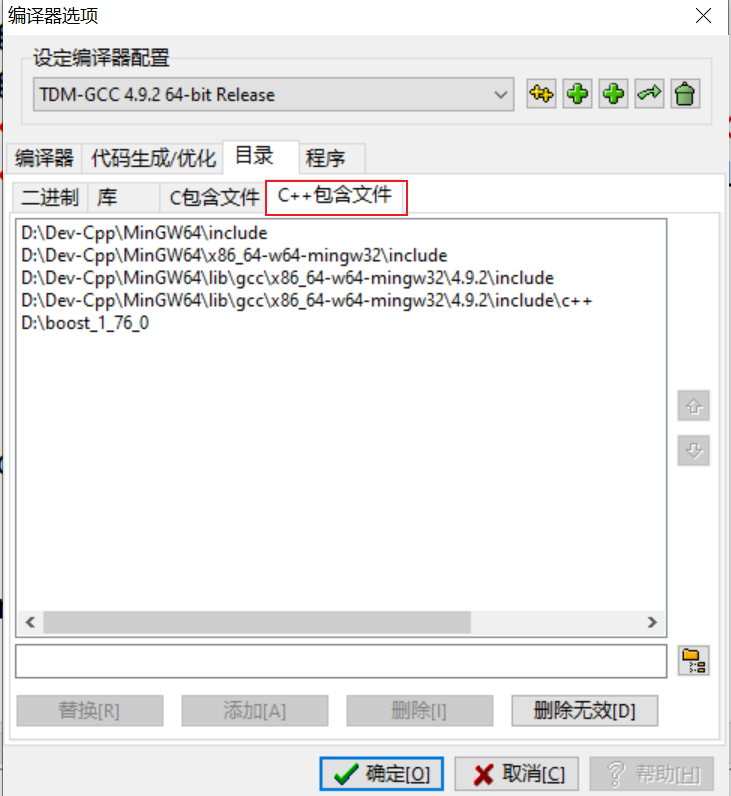 编译器选项
设定编译器配置
TDM-GCC 4.9.2 64-bit Release
编译器 代码生成/优化 目录 程序
二进制 库 C包含文件 C++包含文件
D:\Dev-Cpp\MinGW64\include
D:\Dev-Cpp\MinGW64\x86_64-w64-mingw32\include
D:\Dev-Cpp\MinGW64\lib\gcc\x86_64-w64-mingw32\4.9.2\include
D:\Dev-Cpp\MinGW64\lib\gcc\x86_64-w64-mingw32\4.9.2\include\c++
D:\boost_1_76_0
替换[R] 添加[A] 删除[I] 删除无效[D]
确定[O] 取消[C] 帮助[H]